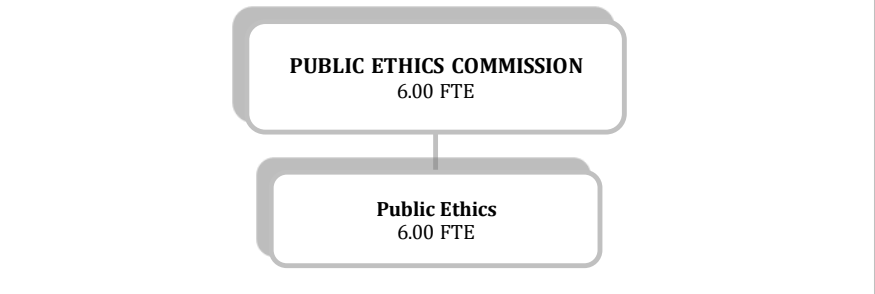 PUBLIC ETHICS COMMISSION
6.00 FTE
Public Ethics
6.00 FTE